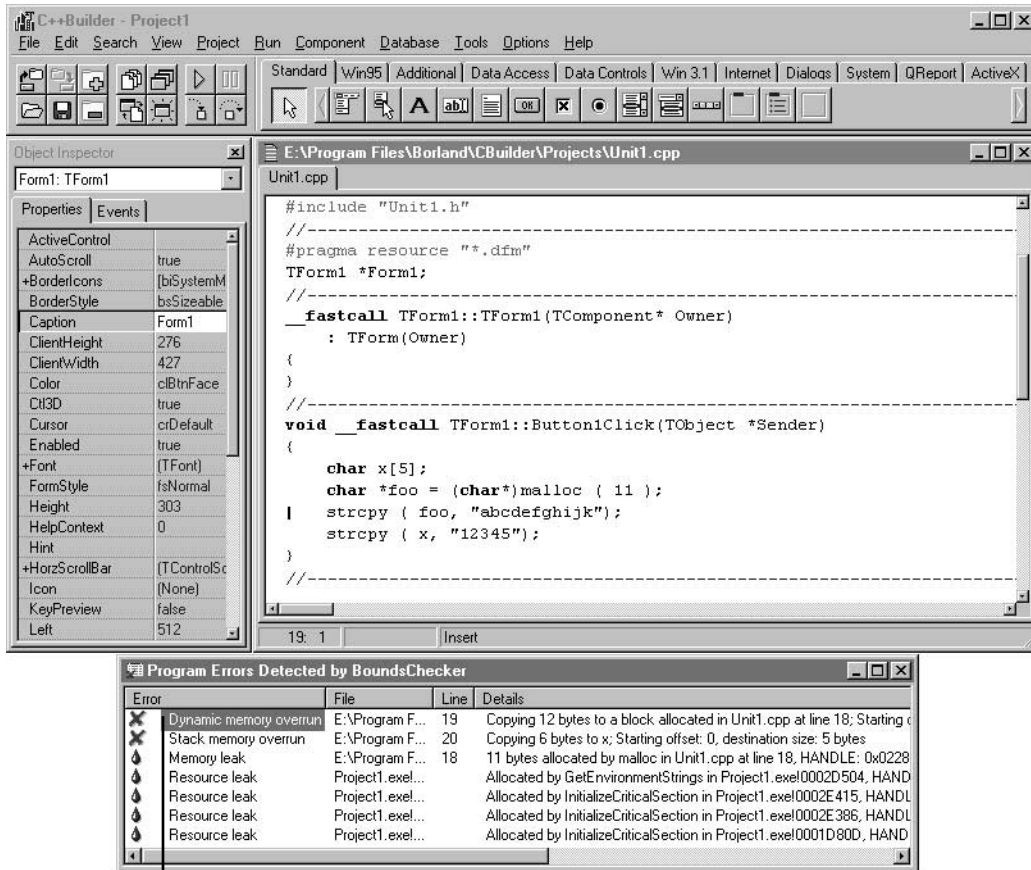 C++Builder - Project1
File Edit Search View Project Run Component Database Tools Options Help
Standard Win95 Additional Data Access Data Controls Win 3.1 Internet Dialogs System QReport ActiveX
A ab OK
Object Inspector
Form1: TForm1
Properties Events
ActiveControl
AutoScroll true
+BorderIcons [biSystemM
BorderStyle bsSizeable
Caption Form1
ClientHeight 276
ClientWidth 427
Color clBtnFace
Ctl3D true
Cursor crDefault
Enabled true
+Font (TFont)
FormStyle fsNormal
Height 303
HelpContext 0
Hint
+HorzScrollBar (TControlSc
Icon (None)
KeyPreview false
Left 512
E:\Program Files\Borland\CBuilder\Projects\Unit1.cpp
Unit1.cpp
#include "Unit1.h"
//---------------------------------------------------------------------------
#pragma resource "*.dfm"
TForm1 *Form1;
//---------------------------------------------------------------------------
__fastcall TForm1::TForm1(TComponent* Owner)
: TForm(Owner)
{
}
//---------------------------------------------------------------------------
void __fastcall TForm1::Button1Click(TObject *Sender)
{
char x[5];
char *foo = (char*)malloc ( 11 );
strcpy ( foo, "abcdefghijk");
strcpy ( x, "12345");
}
//---------------------------------------------------------------------------
19: 1 Insert
Program Errors Detected by BoundsChecker
Error File Line Details
Dynamic memory overrun E:\Program F... 19 Copying 12 bytes to a block allocated in Unit1.cpp at line 18; Starting
Stack memory overrun E:\Program F... 20 Copying 6 bytes to x; Starting offset: 0, destination size: 5 bytes
Memory leak E:\Program F... 18 11 bytes allocated by malloc in Unit1.cpp at line 18, HANDLE: 0x0228
Resource leak Project1.exe!... Allocated by GetEnvironmentStrings in Project1.exe!0002D504, HAND
Resource leak Project1.exe!... Allocated by InitializeCriticalSection in Project1.exe!0002E415, HANDL
Resource leak Project1.exe!... Allocated by InitializeCriticalSection in Project1.exe!0002E386, HANDL
Resource leak Project1.exe!... Allocated by InitializeCriticalSection in Project1.exe!0001D80D, HAND